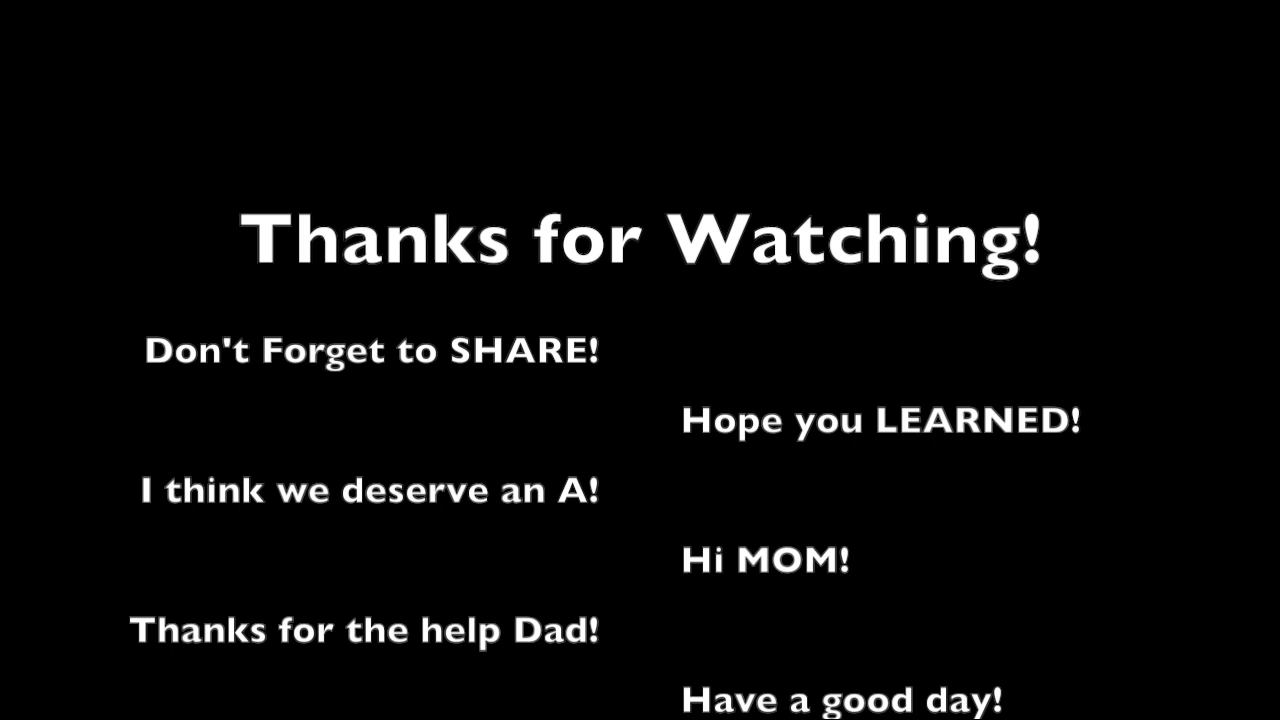 Thanks for Watching!
Don't Forget to SHARE!
Hope you LEARNED!
I think we deserve an A!
Hi MOM!
Thanks for the help Dad!
Have a good day!